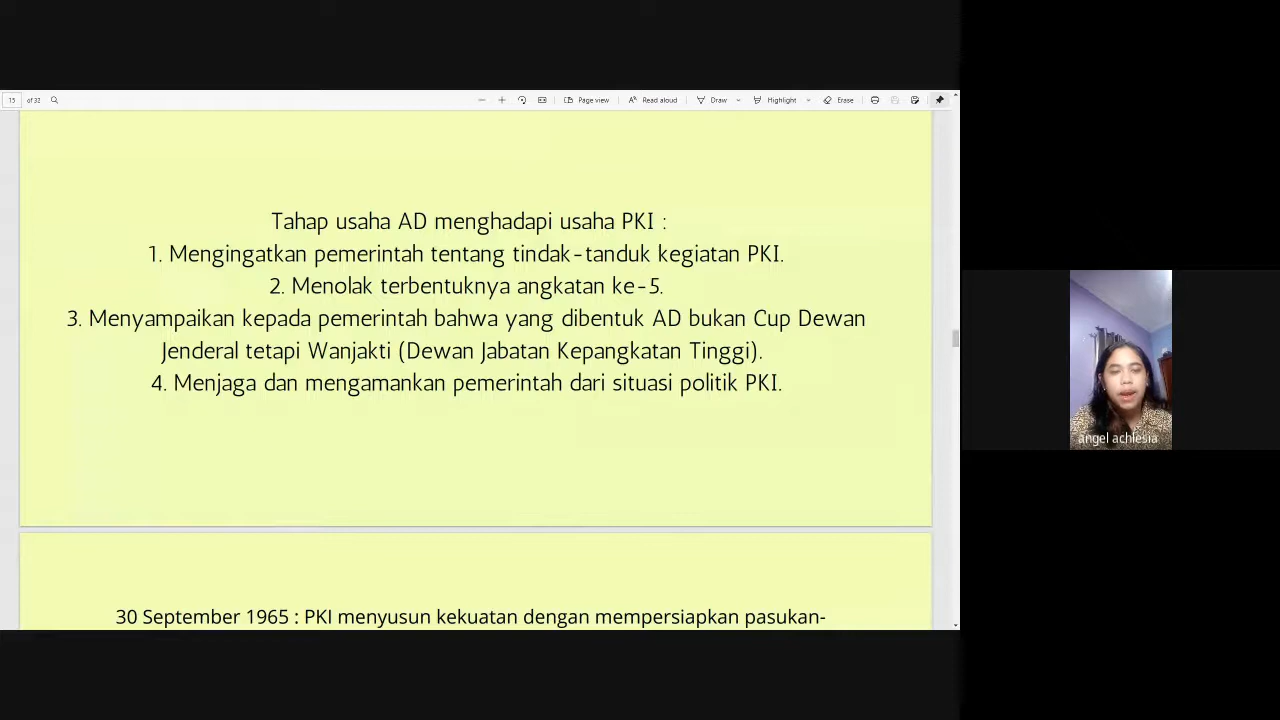 15 of 32
Page view
Read aloud
Draw
Highlight
Erase
Tahap usaha AD menghadapi usaha PKI :
1. Mengingatkan pemerintah tentang tindak-tanduk kegiatan PKI.
2. Menolak terbentuknya angkatan ke-5.
3. Menyampaikan kepada pemerintah bahwa yang dibentuk AD bukan Cup Dewan
Jenderal tetapi Wanjakti (Dewan Jabatan Kepangkatan Tinggi).
4. Menjaga dan mengamankan pemerintah dari situasi politik PKI.
angel achlesia
30 September 1965 : PKI menyusun kekuatan dengan mempersiapkan pasukan-